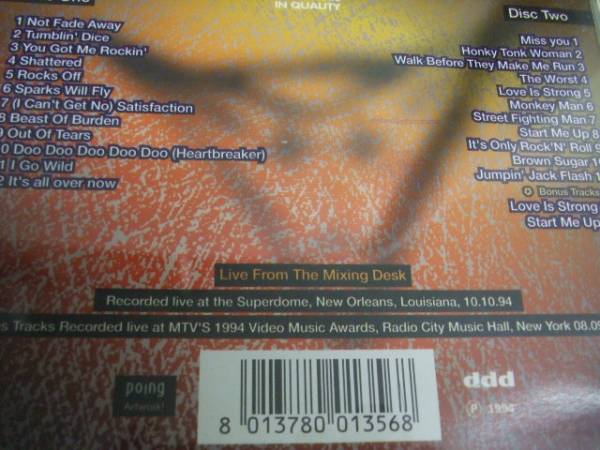 IN QUALITY
One
1 Not Fade Away
2 Tumblin' Dice
3 You Got Me Rockin'
4 Shattered
5 Rocks Off
6 Sparks Will Fly
7 (I Can't Get No) Satisfaction
8 Beast Of Burden
9 Out Of Tears
0 Doo Doo Doo Doo Doo (Heartbreaker)
1 I Go Wild
2 It's all over now
Disc Two
Miss you 1
Honky Tonk Woman 2
Walk Before They Make Me Run 3
The Worst 4
Love Is Strong 5
Monkey Man 6
Street Fighting Man 7
Start Me Up 8
It's Only Rock'N' Roll 9
Brown Sugar 10
Jumpin' Jack Flash 1
Bonus Tracks
Love Is Strong
Start Me Up
Live From The Mixing Desk
Recorded live at the Superdome, New Orleans, Louisiana, 10.10.94
s Tracks Recorded live at MTV'S 1994 Video Music Awards, Radio City Music Hall, New York 08.09
poing
Artwork!
8 013780 013568
ddd
℗ 1994